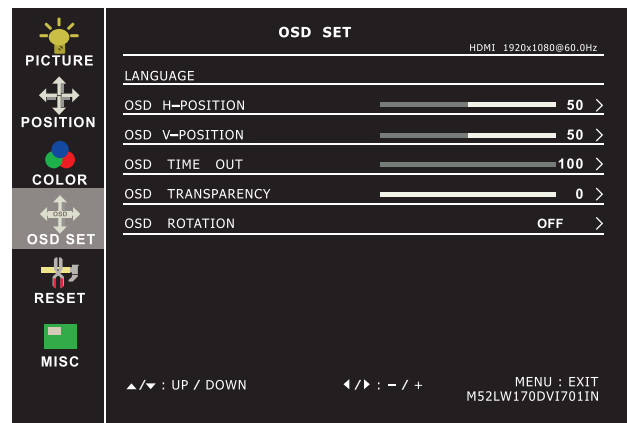 PICTURE
POSITION
COLOR
OSD
OSD SET
RESET
MISC
OSD SET
HDMI 1920x1080@60.0Hz
LANGUAGE
OSD H-POSITION 50 >
OSD V-POSITION 50 >
OSD TIME OUT 100 >
OSD TRANSPARENCY 0 >
OSD ROTATION OFF >
▲/▼ : UP / DOWN ◀/▶ : - / + MENU : EXIT
M52LW170DVI701IN